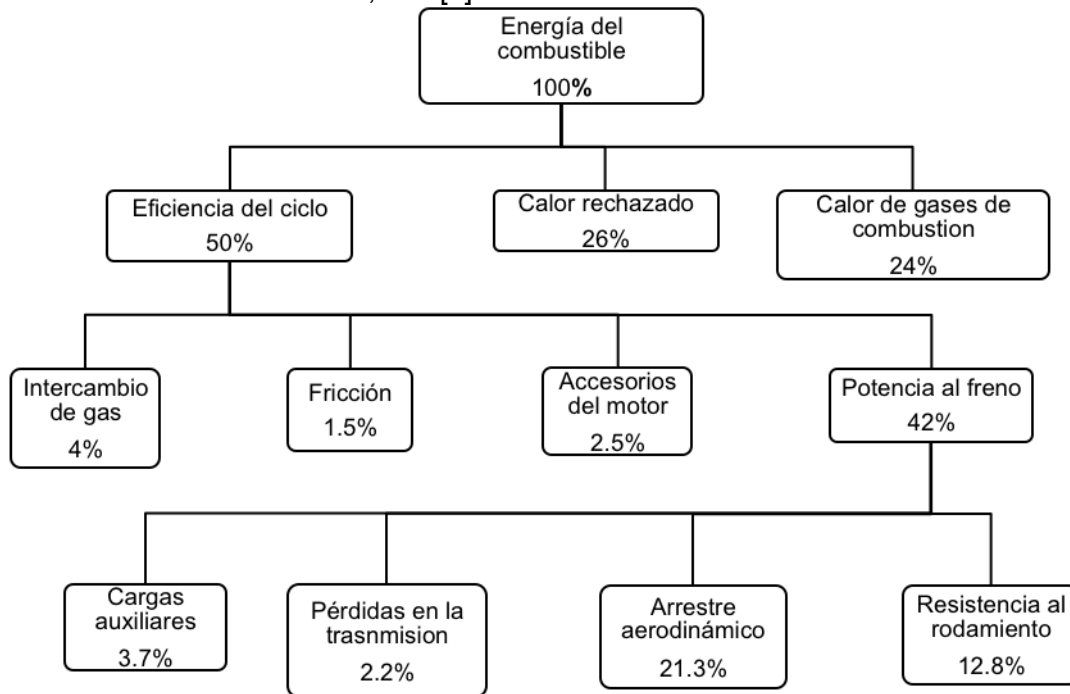 Energía del
combustible
100%
Eficiencia del ciclo
50%
Calor rechazado
26%
Calor de gases de
combustion
24%
Intercambio
de gas
4%
Fricción
1.5%
Accesorios
del motor
2.5%
Potencia al freno
42%
Cargas
auxiliares
3.7%
Pérdidas en la
trasnmision
2.2%
Arrestre
aerodinámico
21.3%
Resistencia al
rodamiento
12.8%